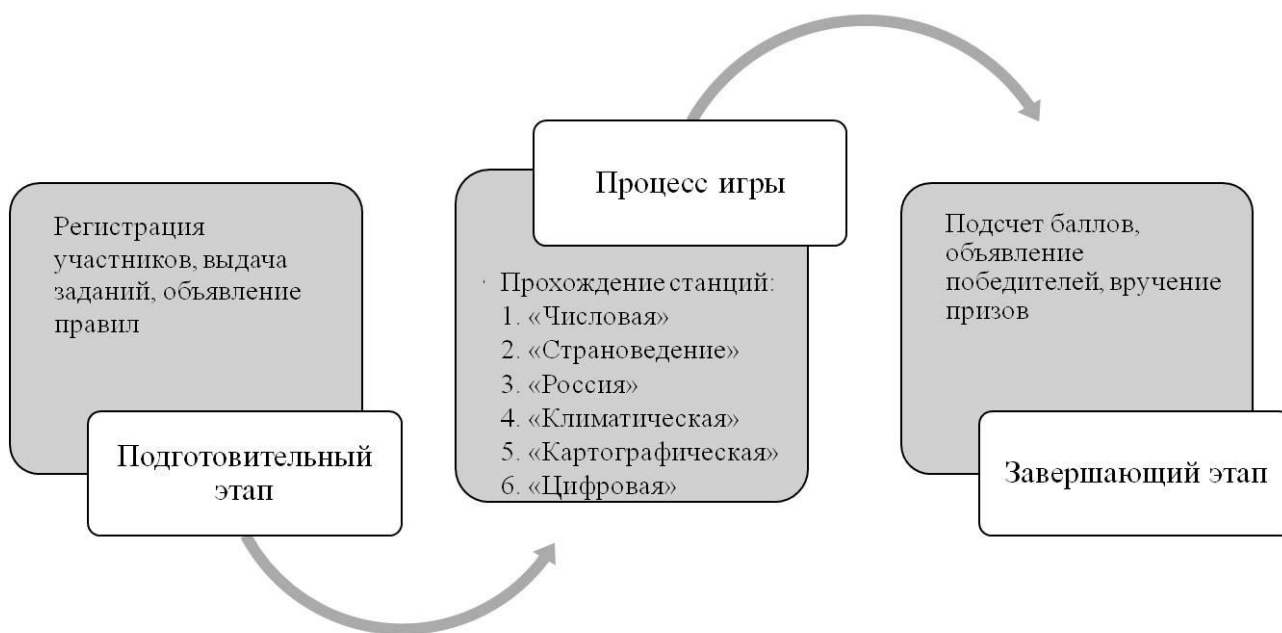 Регистрация
участников, выдача
заданий, объявление
правил
Подготовительный
этап
Процесс игры
Прохождение станций:
1. «Числовая»
2. «Страноведение»
3. «Россия»
4. «Климатическая»
5. «Картографическая»
6. «Цифровая»
Подсчет баллов,
объявление
победителей, вручение
призов
Завершающий этап